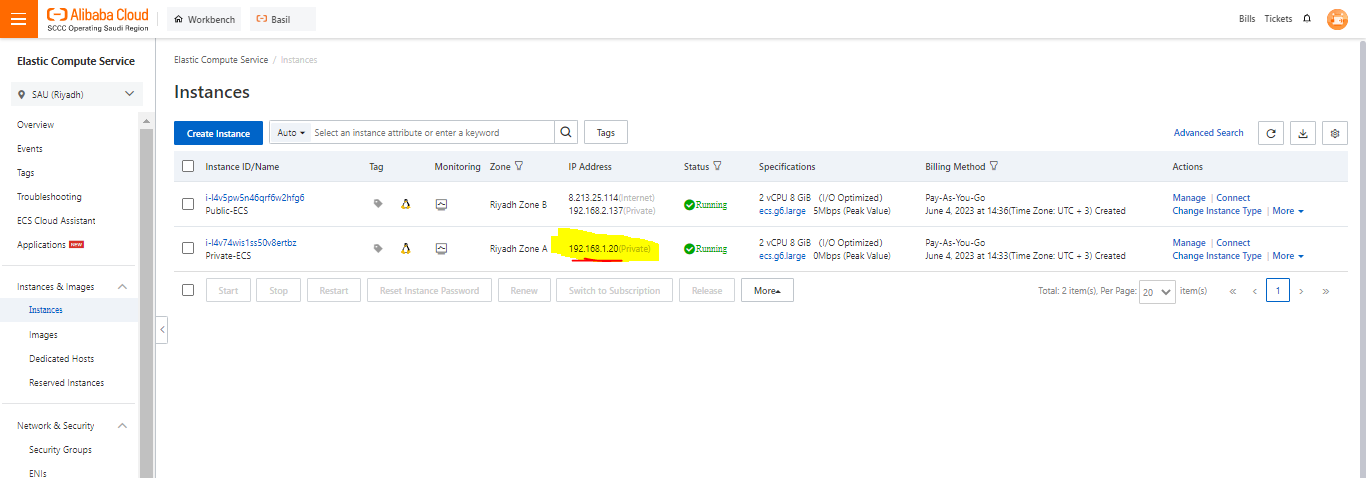 Alibaba Cloud
SCCC Operating Saudi Region
Workbench
Basil
Bills
Tickets
Elastic Compute Service
SAU (Riyadh)
Overview
Events
Tags
Troubleshooting
ECS Cloud Assistant
Applications NEW
Instances & Images
Instances
Images
Dedicated Hosts
Reserved Instances
Network & Security
Security Groups
ENIs
Elastic Compute Service / Instances
Instances
Create Instance
Auto
Select an instance attribute or enter a keyword
Tags
Advanced Search
Instance ID/Name Tag Monitoring Zone IP Address Status Specifications Billing Method Actions
i-l4v5pw5n46qrf6w2hfg6 8.213.25.114(Internet) 2 vCPU 8 GiB (I/O Optimized) Pay-As-You-Go Manage | Connect
Public-ECS Riyadh Zone B 192.168.2.137(Private) Running ecs.g6.large 5Mbps (Peak Value) June 4, 2023 at 14:36(Time Zone: UTC + 3) Created Change Instance Type | More
i-l4v74wis1ss50v8ertbz 2 vCPU 8 GiB (I/O Optimized) Pay-As-You-Go Manage | Connect
Private-ECS Riyadh Zone A 192.168.1.20(Private) Running ecs.g6.large 0Mbps (Peak Value) June 4, 2023 at 14:33(Time Zone: UTC + 3) Created Change Instance Type | More
Start Stop Restart Reset Instance Password Renew Switch to Subscription Release More
Total: 2 item(s), Per Page: 20 item(s) « ‹ 1 › »